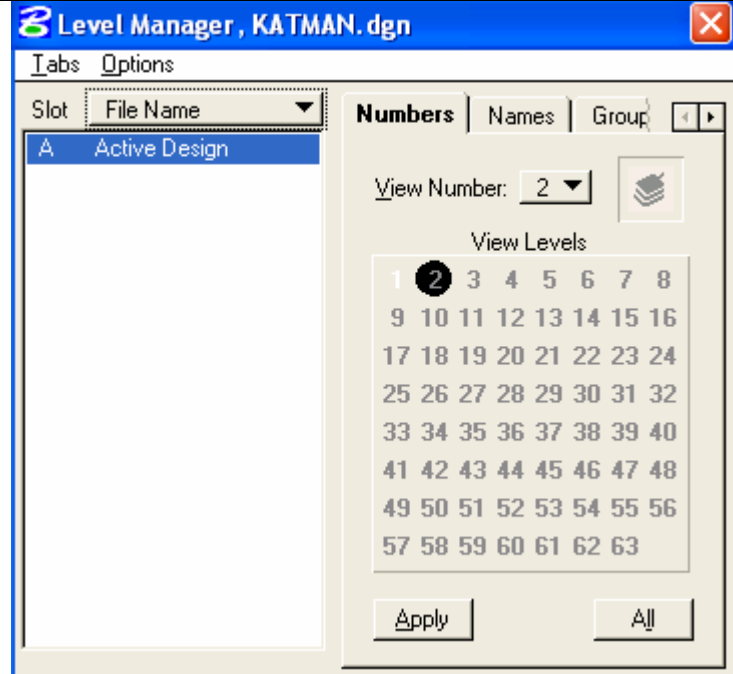 Level Manager, KATMAN.dgn
Tabs Options
Slot File Name
A Active Design
Numbers Names Group
View Number: 2
View Levels
1 2 3 4 5 6 7 8
9 10 11 12 13 14 15 16
17 18 19 20 21 22 23 24
25 26 27 28 29 30 31 32
33 34 35 36 37 38 39 40
41 42 43 44 45 46 47 48
49 50 51 52 53 54 55 56
57 58 59 60 61 62 63
Apply All